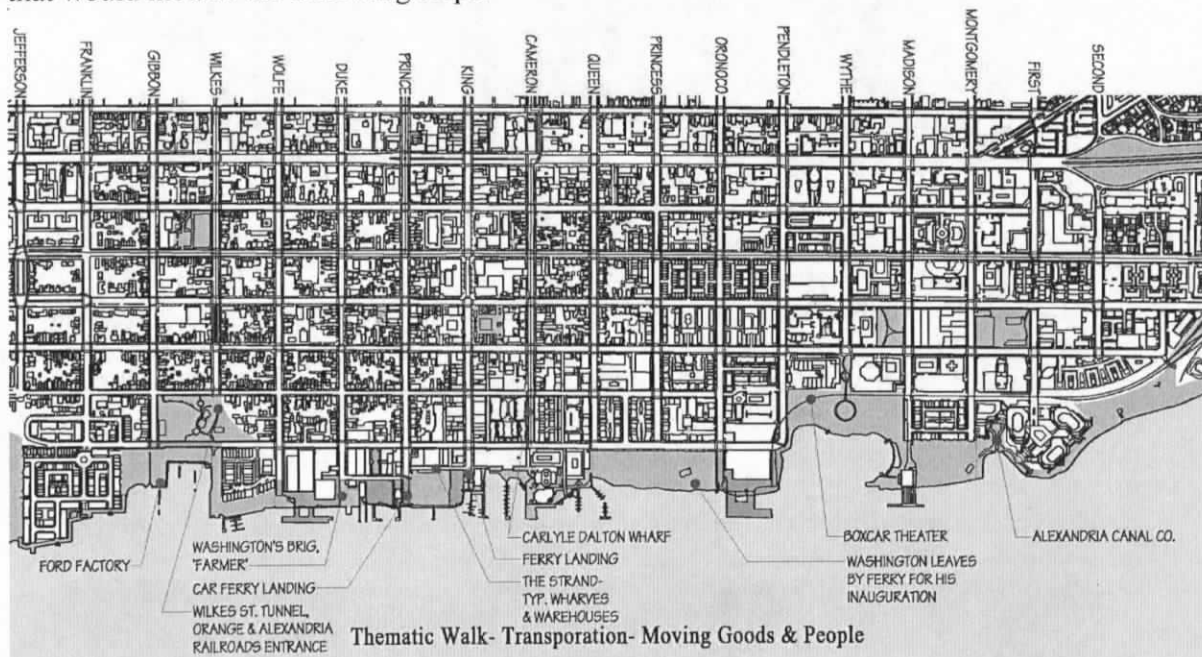 JEFFERSON
FRANKLIN
GIBBON
WILKES
WOLFE
DUKE
PRINCE
KING
CAMERON
QUEEN
PRINCESS
ORONOCO
PENDLETON
WYTHE
MADISON
MONTGOMERY
FIRST
SECOND
FORD FACTORY
WASHINGTON'S BRIG,
'FARMER'
CAR FERRY LANDING
WILKES ST. TUNNEL,
ORANGE & ALEXANDRIA
RAILROADS ENTRANCE
CARLYLE DALTON WHARF
FERRY LANDING
THE STRAND-
TYP. WHARVES
& WAREHOUSES
BOXCAR THEATER
WASHINGTON LEAVES
BY FERRY FOR HIS
INAUGURATION
ALEXANDRIA CANAL CO.
Thematic Walk- Transporation- Moving Goods & People